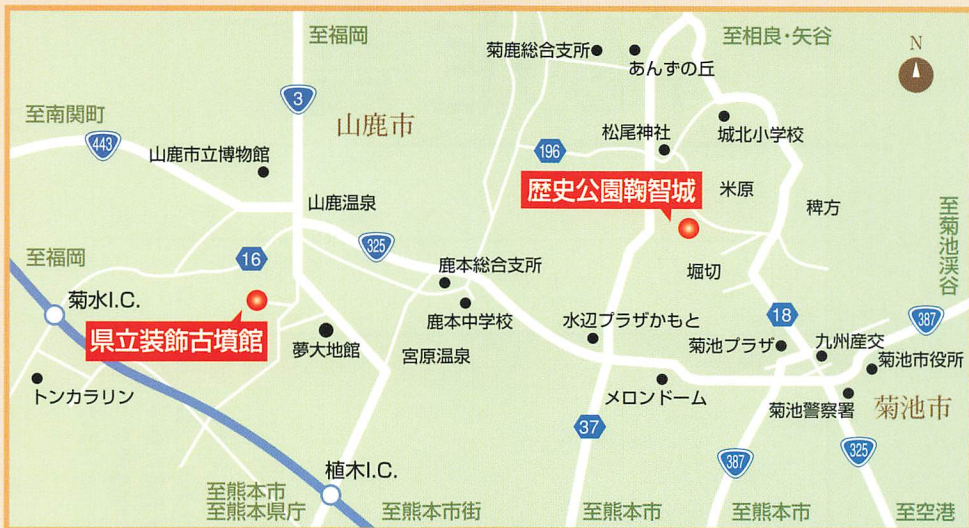 至福岡
菊鹿総合支所
あんずの丘
至相良・矢谷
N
3
至南関町
山鹿市
443
山鹿市立博物館
196
松尾神社
城北小学校
歴史公園鞠智城
米原
稗方
山鹿温泉
至菊池渓谷
至福岡
16
325
鹿本総合支所
堀切
菊水I.C.
県立装飾古墳館
夢大地館
鹿本中学校
宮原温泉
水辺プラザかもと
18
387
菊池プラザ
九州産交
菊池市役所
トンカラリン
メロンドーム
菊池警察署
菊池市
37
植木I.C.
387
325
至熊本市
至熊本県庁
至熊本市街
至熊本市
至熊本市
至空港